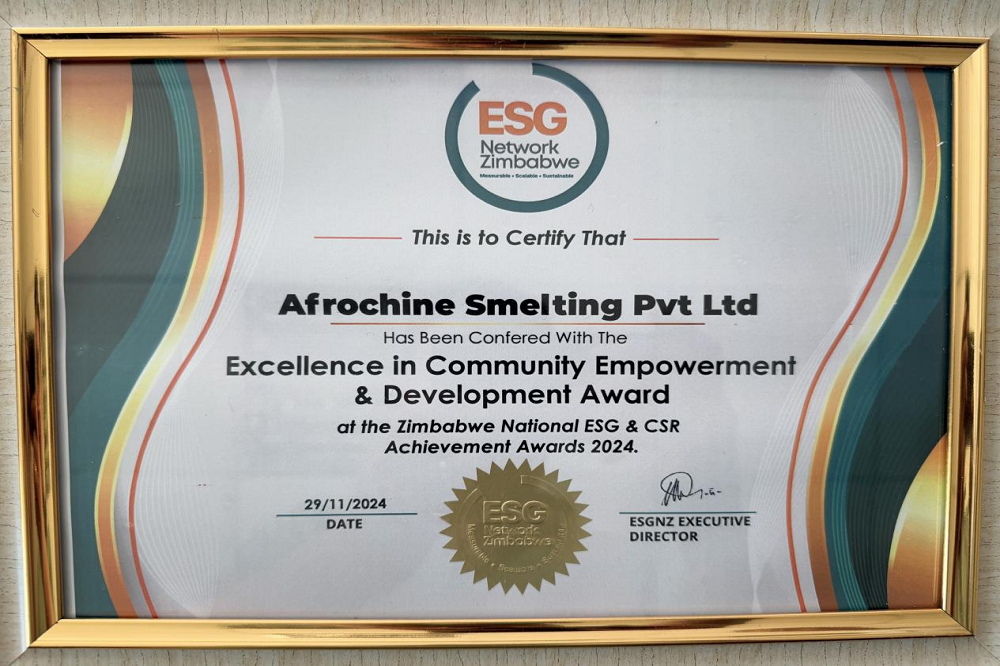 ESG
Network
Zimbabwe
Measurable • Scalable • Sustainable
This is to Certify That
Afrochine Smelting Pvt Ltd
Has Been Confered With The
Excellence in Community Empowerment
& Development Award
at the Zimbabwe National ESG & CSR
Achievement Awards 2024.
29/11/2024
DATE
ESG
Network
Zimbabwe
ESGNZ EXECUTIVE
DIRECTOR